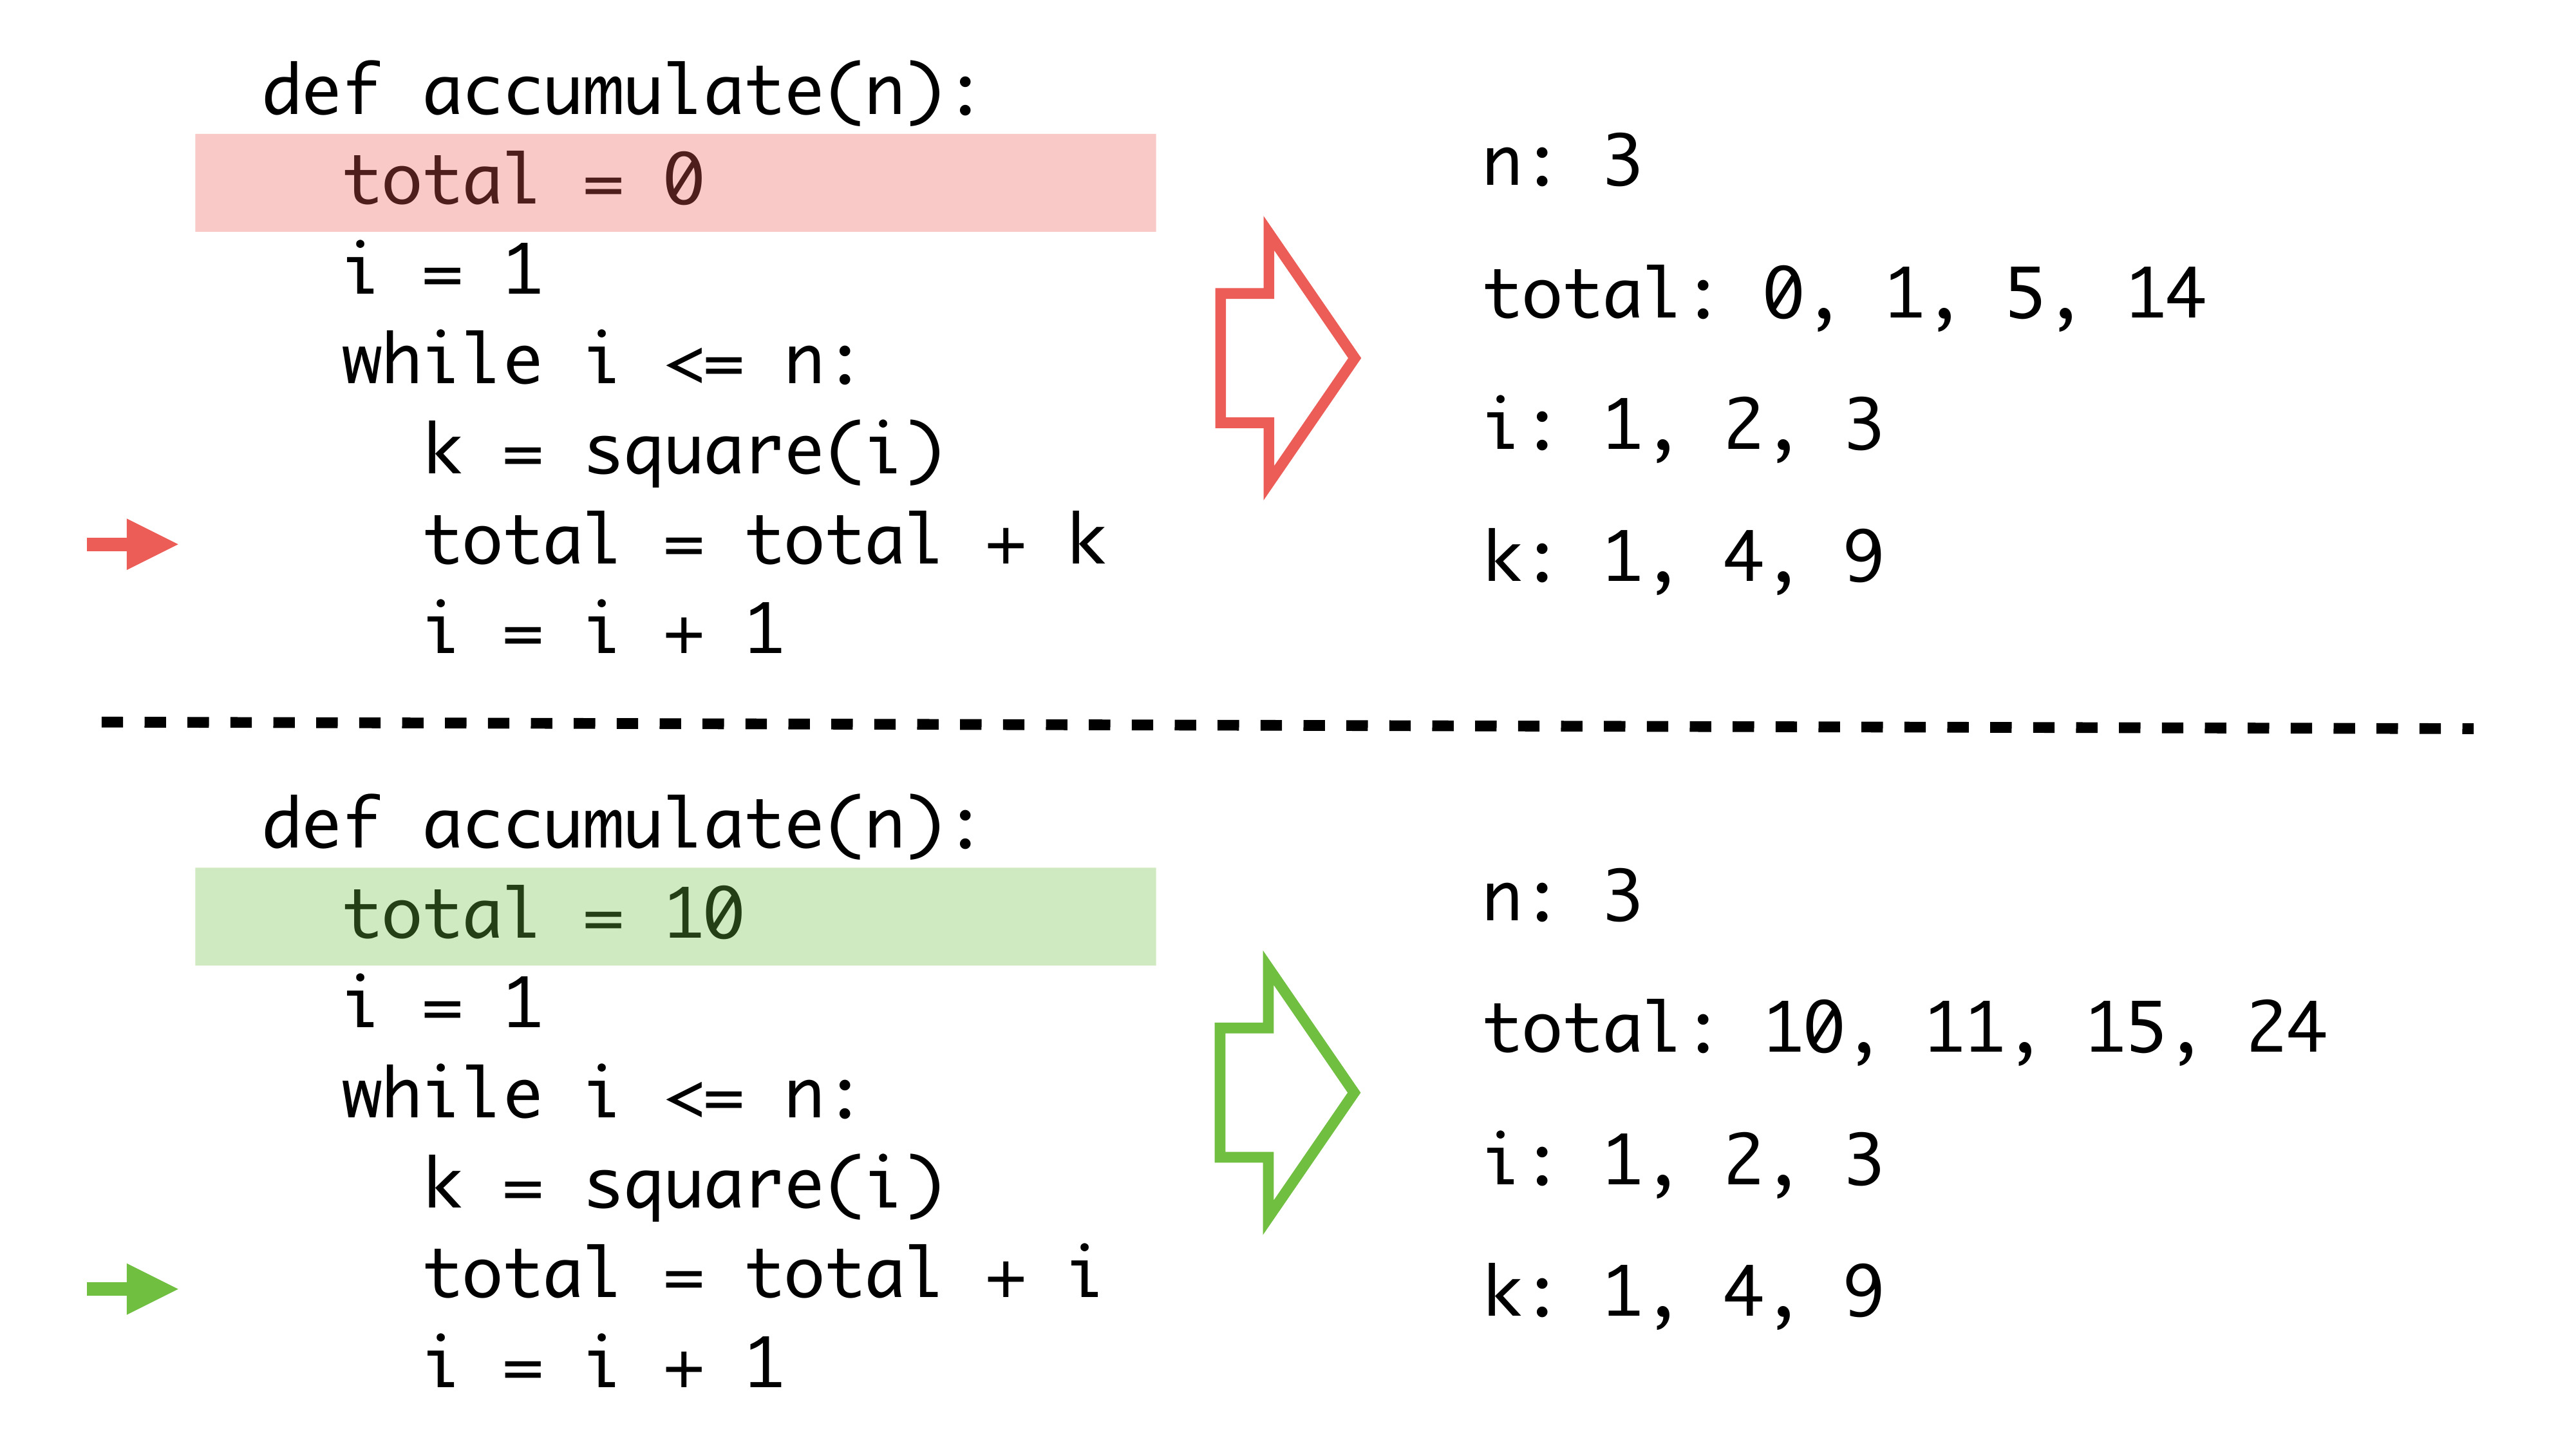 def accumulate(n):
total = 0
i = 1
while i <= n:
k = square(i)
total = total + k
i = i + 1
n: 3
total: 0, 1, 5, 14
i: 1, 2, 3
k: 1, 4, 9
def accumulate(n):
total = 10
i = 1
while i <= n:
k = square(i)
total = total + i
i = i + 1
n: 3
total: 10, 11, 15, 24
i: 1, 2, 3
k: 1, 4, 9